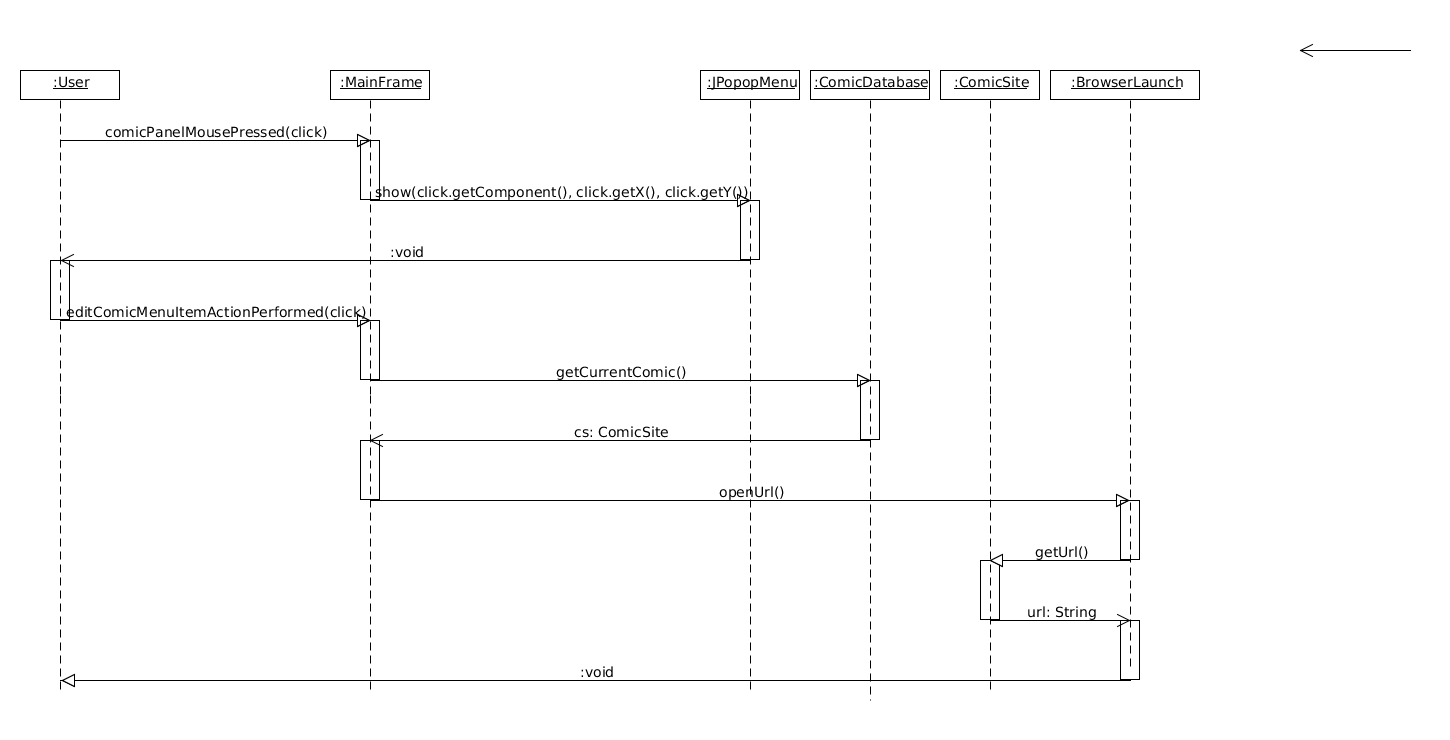 :User
:MainFrame
:JPopopMenu
:ComicDatabase
:ComicSite
:BrowserLaunch
comicPanelMousePressed(click)
show(click.getComponent(), click.getX(), click.getY())
:void
editComicMenuItemActionPerformed(click)
getCurrentComic()
cs: ComicSite
openUrl()
getUrl()
url: String
:void